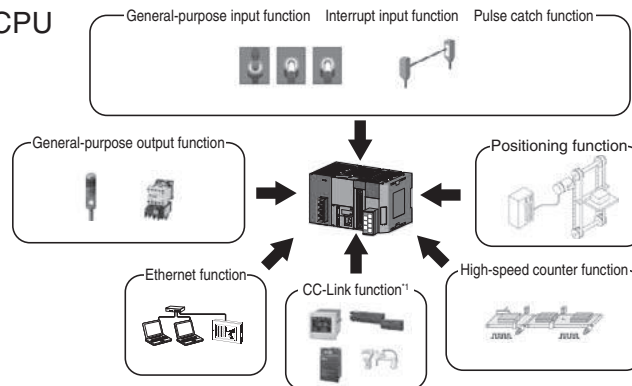 CPU
General-purpose input function Interrupt input function Pulse catch function
General-purpose output function
Positioning function
Ethernet function
CC-Link function*1
High-speed counter function